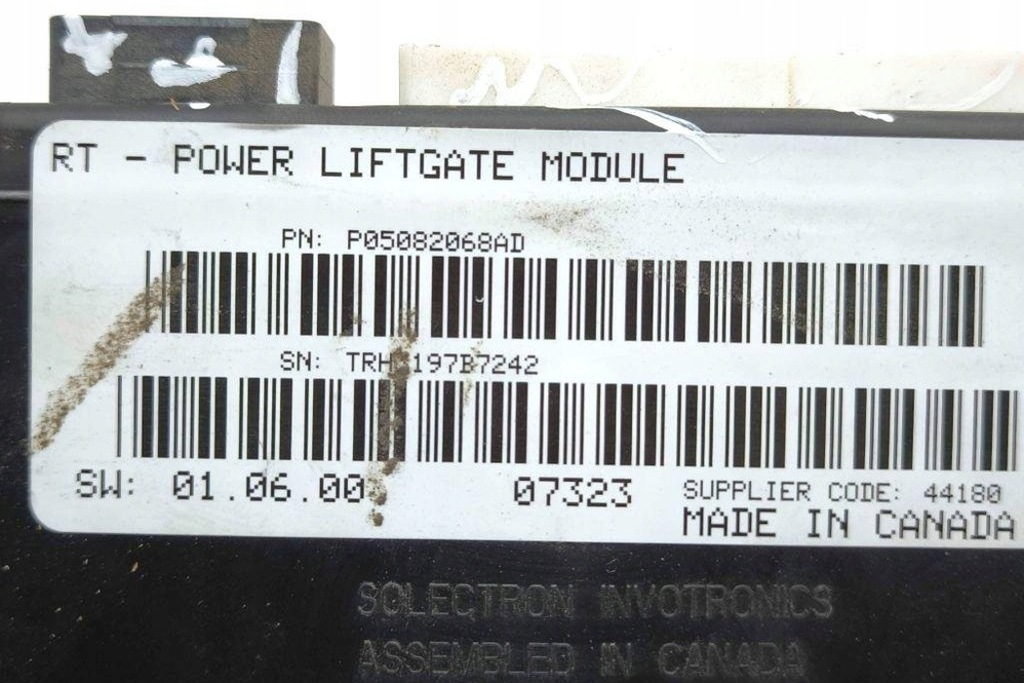 RT - POWER LIFTGATE MODULE
PN: P05082068AD
SN:
SW: 01.06.00 07323 SUPPLIER CODE: 44180
MADE IN CANADA
SOLECTRON INVOTRONICS
ASSEMBLED IN CANADA